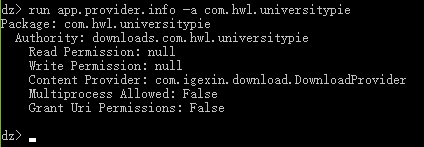 dz> run app.provider.info -a com.hwl.universitypie
Package: com.hwl.universitypie
Authority: downloads.com.hwl.universitypie
Read Permission: null
Write Permission: null
Content Provider: com.igexin.download.DownloadProvider
Multiprocess Allowed: False
Grant Uri Permissions: False
dz>